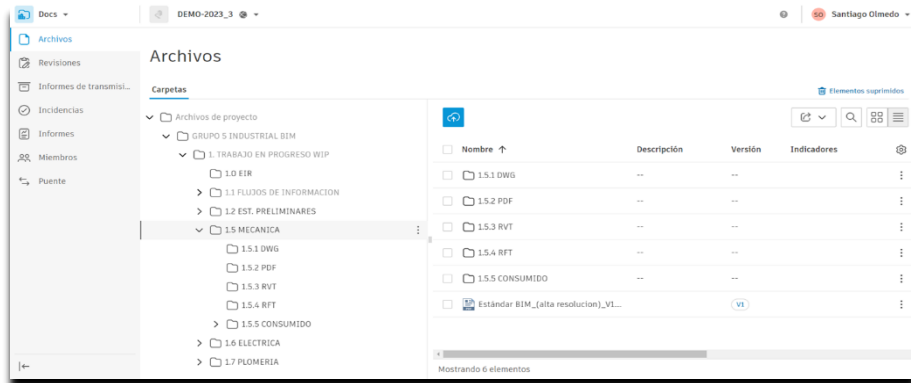 Docs
DEMO-2023_3
SO Santiago Olmedo
Archivos
Revisiones
Informes de transmisi...
Incidencias
Informes
Miembros
Puente
Archivos
Carpetas
Elementos suprimidos
Archivos de proyecto
GRUPO 5 INDUSTRIAL BIM
1. TRABAJO EN PROGRESO WIP
1.0 EIR
1.1 FLUJOS DE INFORMACION
1.2 EST. PRELIMINARES
1.5 MECANICA
1.5.1 DWG
1.5.2 PDF
1.5.3 RVT
1.5.4 RFT
1.5.5 CONSUMIDO
1.6 ELECTRICA
1.7 PLOMERIA
Nombre Descripción Versión Indicadores
1.5.1 DWG -- --
1.5.2 PDF -- --
1.5.3 RVT -- --
1.5.4 RFT -- --
1.5.5 CONSUMIDO -- --
Estándar BIM_(alta resolucion)_V1... V1
Mostrando 6 elementos